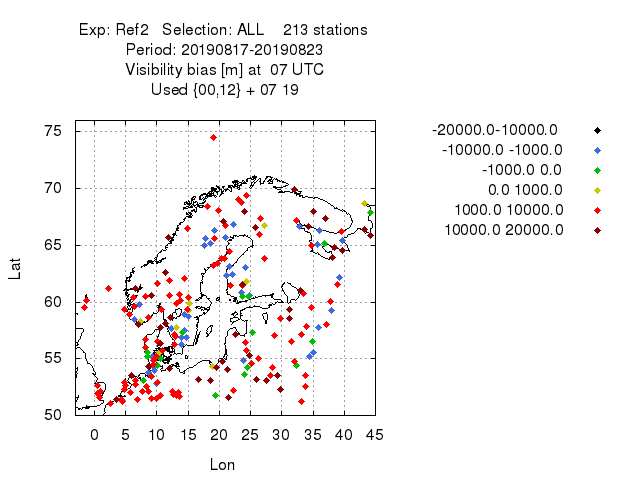 Exp: Ref2 Selection: ALL 213 stations
Period: 20190817-20190823
Visibility bias [m] at 07 UTC
Used {00,12} + 07 19
-20000.0-10000.0
-10000.0 -1000.0
-1000.0 0.0
0.0 1000.0
1000.0 10000.0
10000.0 20000.0
75
70
65
60
55
50
Lat
0 5 10 15 20 25 30 35 40 45
Lon